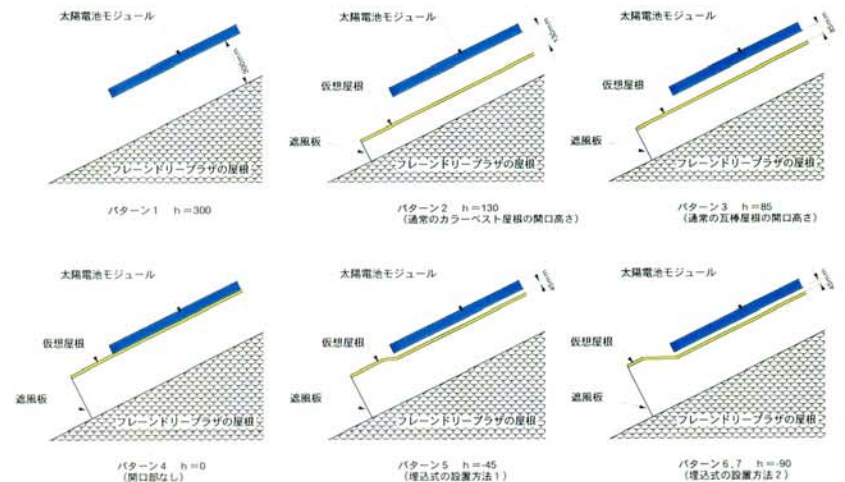 太陽電池モジュール
300mm
フレーンドリープラザの屋根
パターン1 h=300
太陽電池モジュール
130mm
仮想屋根
遮風板
フレーンドリープラザの屋根
パターン2 h=130
(通常のカラーベスト屋根の開口高さ)
太陽電池モジュール
85mm
仮想屋根
遮風板
フレーンドリープラザの屋根
パターン3 h=85
(通常の瓦棒屋根の開口高さ)
太陽電池モジュール
仮想屋根
遮風板
フレーンドリープラザの屋根
パターン4 h=0
(開口部なし)
太陽電池モジュール
45mm
仮想屋根
遮風板
フレーンドリープラザの屋根
パターン5 h=-45
(埋込式の設置方法1)
太陽電池モジュール
45mm
仮想屋根
遮風板
フレーンドリープラザの屋根
パターン6,7 h=-90
(埋込式の設置方法2)